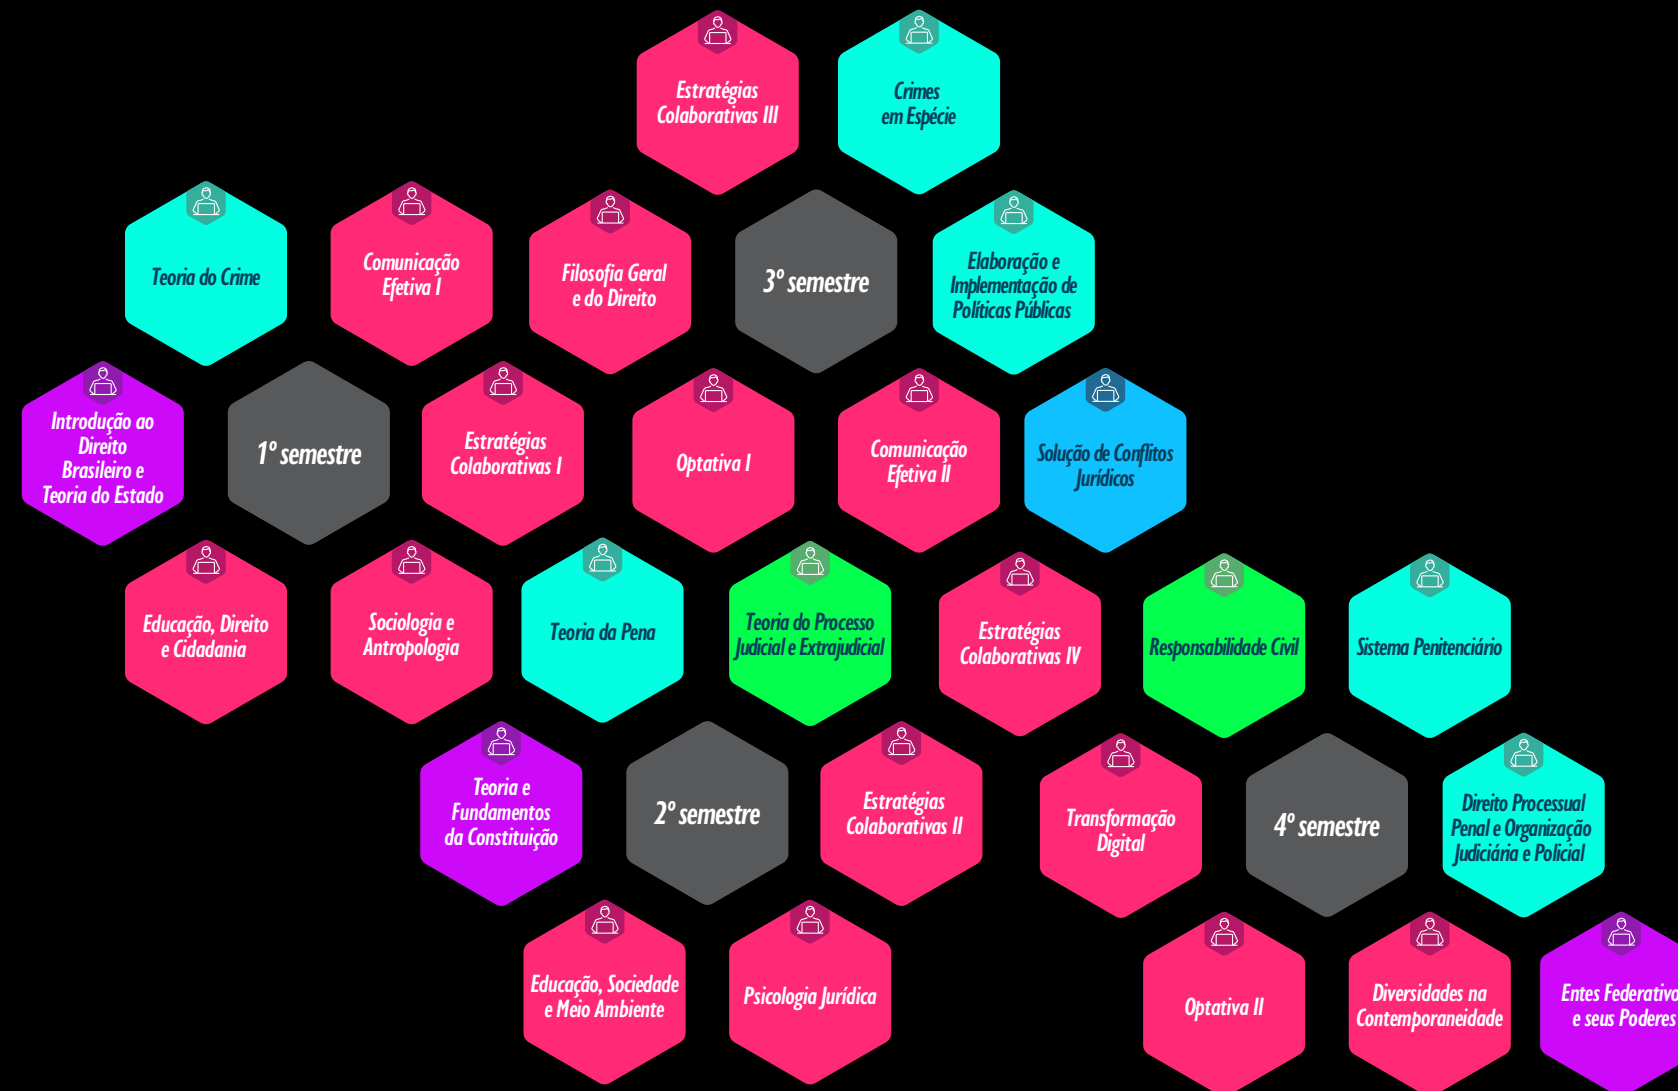 Estratégias
Colaborativas III
Crimes
em Espécie
Teoria do Crime
Comunicação
Efetiva I
Filosofia Geral
e do Direito
3º semestre
Elaboração e
Implementação de
Políticas Públicas
Introdução ao
Direito
Brasileiro e
Teoria do Estado
1º semestre
Estratégias
Colaborativas I
Optativa I
Comunicação
Efetiva II
Solução de Conflitos
Jurídicos
Educação, Direito
e Cidadania
Sociologia e
Antropologia
Teoria da Pena
Teoria do Processo
Judicial e Extrajudicial
Estratégias
Colaborativas IV
Responsabilidade Civil
Sistema Penitenciário
Teoria e
Fundamentos
da Constituição
2º semestre
Estratégias
Colaborativas II
Transformação
Digital
4º semestre
Direito Processual
Penal e Organização
Judiciária e Policial
Educação, Sociedade
e Meio Ambiente
Psicologia Jurídica
Optativa II
Diversidades na
Contemporaneidade
Entes Federativo
e seus Poderes